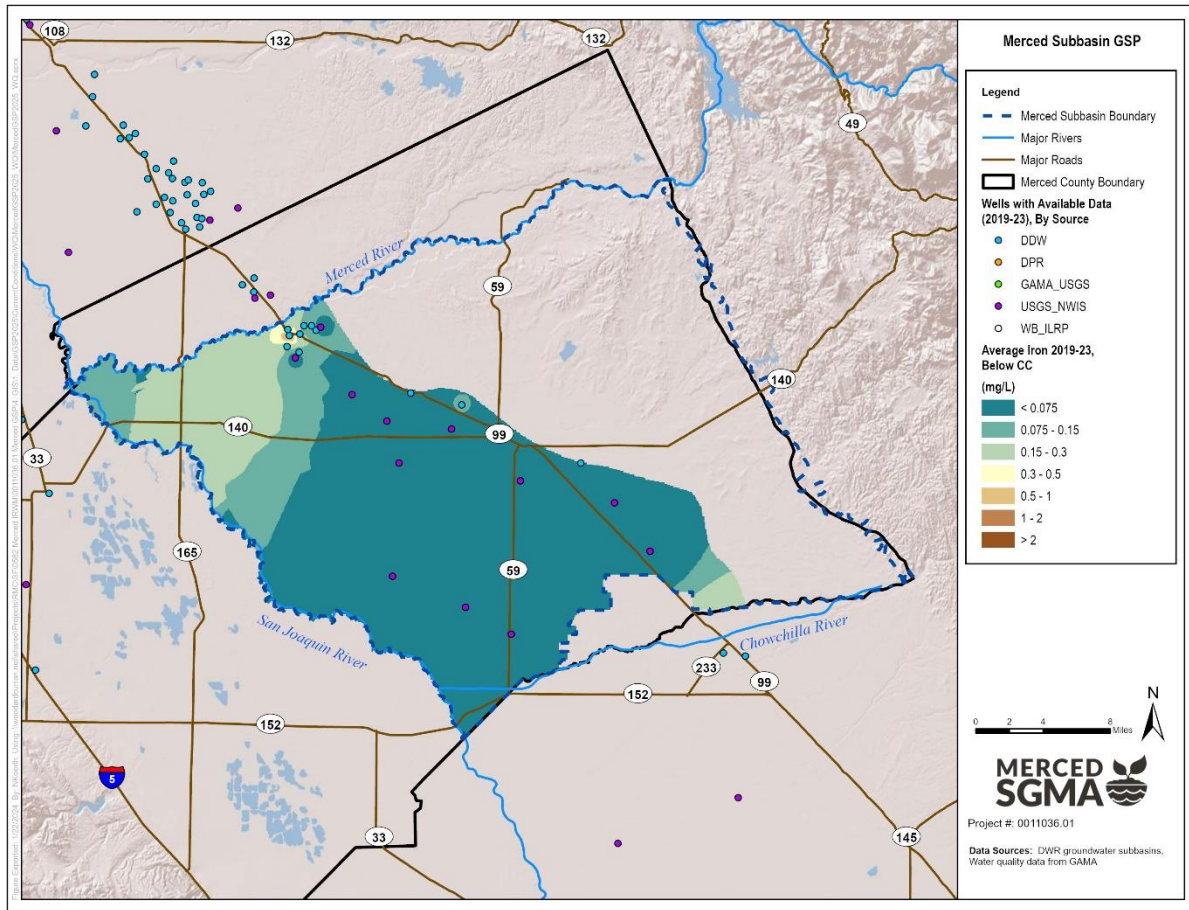 108
132
132
49
Merced River
59
140
140
99
33
165
59
San Joaquin River
Chowchilla River
233
99
152
152
5
33
145
Merced Subbasin GSP
Legend
Merced Subbasin Boundary
Major Rivers
Major Roads
Merced County Boundary
Wells with Available Data
(2019-23), By Source
DDW
DPR
GAMA_USGS
USGS_NWIS
WB_ILRP
Average Iron 2019-23,
Below CC
(mg/L)
< 0.075
0.075 - 0.15
0.15 - 0.3
0.3 - 0.5
0.5 - 1
1 - 2
> 2
N
0 2 4 8
Miles
MERCED
SGMA
Project #: 0011036.01
Data Sources: DWR groundwater subbasins,
Water quality data from GAMA